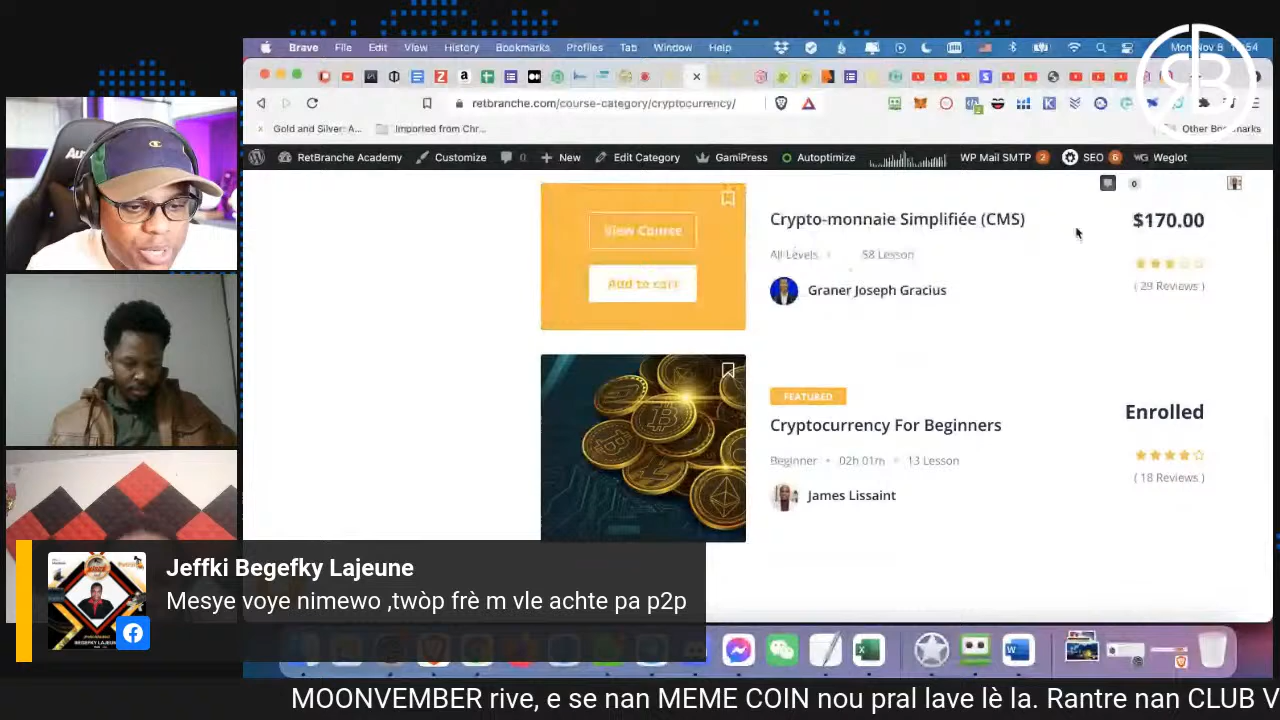 Brave File Edit View History Bookmarks Profiles Tab Window Help
retbranche.com/course-category/cryptocurrency/
Gold and Silver: A... Imported from Chr... Other
RetBranche Academy Customize 0 New Edit Category GamiPress Autoptimize WP Mail SMTP 2 SEO 6 Weglot
0
View Course
Add to cart
Crypto-monnaie Simplifiée (CMS) $170.00
All Levels 58 Lesson
( 29 Reviews )
Graner Joseph Gracius
FEATURED
Enrolled
Cryptocurrency For Beginners
Beginner • 02h 01m • 13 Lesson
( 18 Reviews )
James Lissaint
Jeffki Begefky Lajeune
Mesye voye nimewo ,twòp frè m vle achte pa p2p
MOONVEMBER rive, e se nan MEME COIN nou pral lave lè la. Rantre nan CLUB V